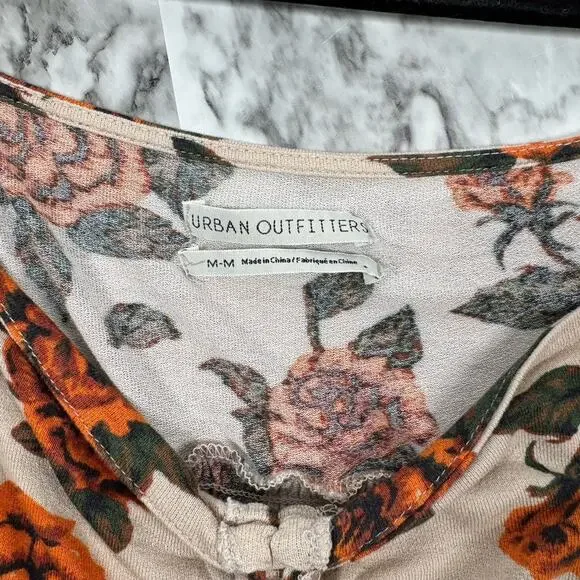 URBAN OUTFITTERS
M-M Made in China / Fabriqué en Chine